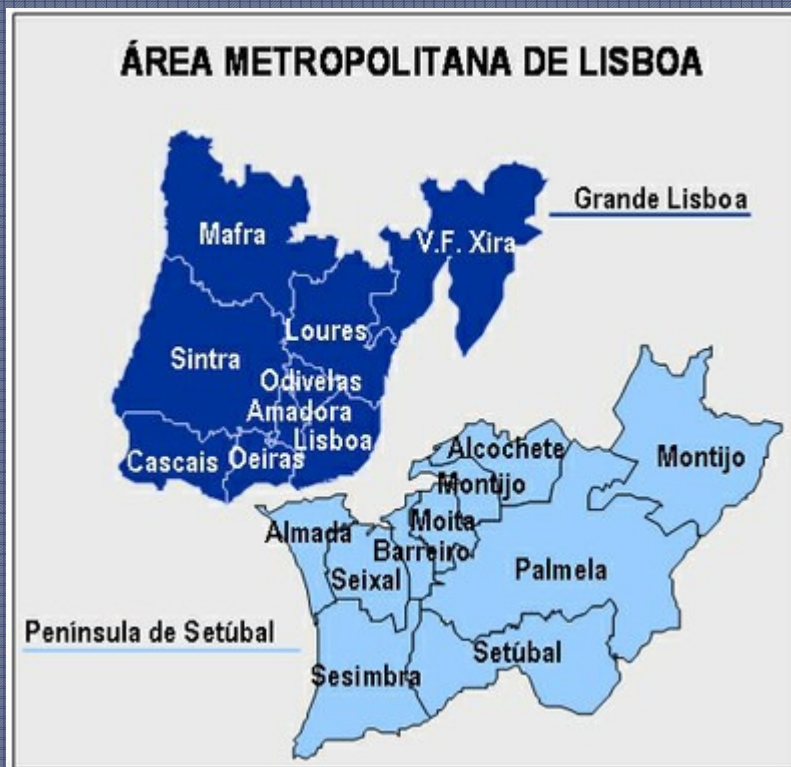 ÁREA METROPOLITANA DE LISBOA
Grande Lisboa
Mafra
V.F. Xira
Loures
Sintra
Odivelas
Amadora
Lisboa
Cascais
Oeiras
Alcochete
Montijo
Montijo
Moita
Almada
Barreiro
Seixal
Palmela
Península de Setúbal
Setúbal
Sesimbra